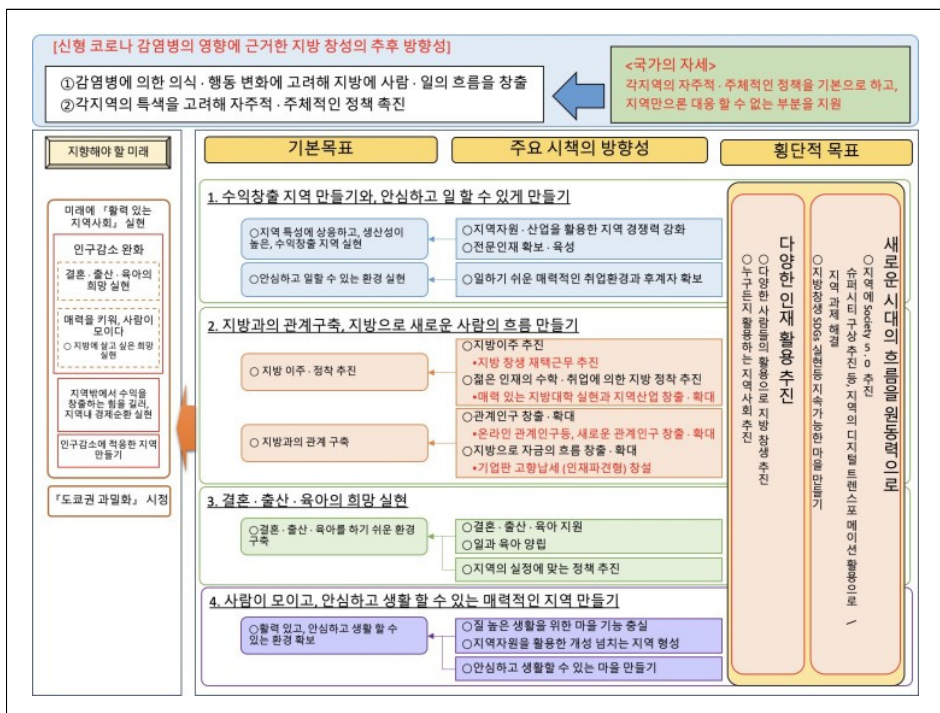 [신형 코로나 감염병의 영향에 근거한 지방 창성의 추후 방향성]
①감염병에 의한 의식·행동 변화에 고려해 지방에 사람·일의 흐름을 창출
②각지역의 특색을 고려해 자주적·주체적인 정책 촉진
<국가의 자세>
각지역의 자주적·주체적인 정책을 기본으로 하고,
지역만으론 대응 할 수 없는 부분을 지원
지향해야 할 미래
미래에 「활력 있는
지역사회」 실현
인구감소 완화
결혼·출산·육아의
희망 실현
매력을 키워, 사람이
모이다
○ 지방에 살고 싶은 희망
실현
지역밖에서 수익을
창출하는 힘을 길러,
지역내 경제순환 실현
인구감소에 적응한 지역
만들기
「도쿄권 과밀화」 시정
기본목표
주요 시책의 방향성
횡단적 목표
1. 수익창출 지역 만들기와, 안심하고 일 할 수 있게 만들기
○지역 특성에 상응하고, 생산성이
높은, 수익창출 지역 실현
○지역자원·산업을 활용한 지역 경쟁력 강화
○전문인재 확보·육성
○안심하고 일할 수 있는 환경 실현
○일하기 쉬운 매력적인 취업환경과 후계자 확보
2. 지방과의 관계구축, 지방으로 새로운 사람의 흐름 만들기
○ 지방 이주·정착 추진
○지방이주 추진
•지방 창생 재택근무 추진
○젊은 인재의 수학·취업에 의한 지방 정착 추진
•매력 있는 지방대학 실현과 지역산업 창출·확대
○ 지방과의 관계 구축
○관계인구 창출·확대
•온라인 관계인구등, 새로운 관계인구 창출·확대
○지방으로 자금의 흐름 창출·확대
•기업판 고향납세 (인재파견형) 창설
3. 결혼·출산·육아의 희망 실현
○결혼·출산·육아를 하기 쉬운 환경
구축
○결혼·출산·육아 지원
○일과 육아 양립
○지역의 실정에 맞는 정책 추진
4. 사람이 모이고, 안심하고 생활 할 수 있는 매력적인 지역 만들기
○활력 있고, 안심하고 생활 할 수
있는 환경 확보
○질 높은 생활을 위한 마을 기능 충실
○지역자원을 활용한 개성 넘치는 지역 형성
○안심하고 생활할 수 있는 마을 만들기
새로운 시대의 흐름을 원동력으로
○지역에 Society 5.0 추진
슈퍼시티 구상 추진 등, 지역의 디지털 트랜스포메이션 활용으로 /
지역 과제 해결
○지방창생 SDGs 실현 등 지속가능한 마을 만들기
다양한 인재 활용 추진
○다양한 사람들의 활용으로 지방 창생 추진
○누구든지 활용하는 지역사회 추진